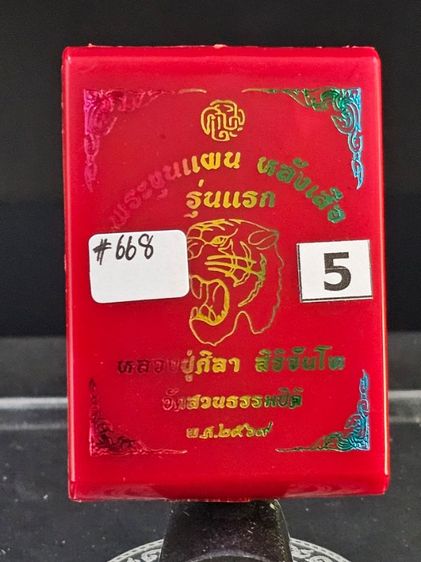 พระขุนแผน หลังเสือ
รุ่นแรก
#668
5
หลวงปู่ศิลา สิริจันโท
วัดสวนธรรมปีติ
พ.ศ.๒๕๖๙